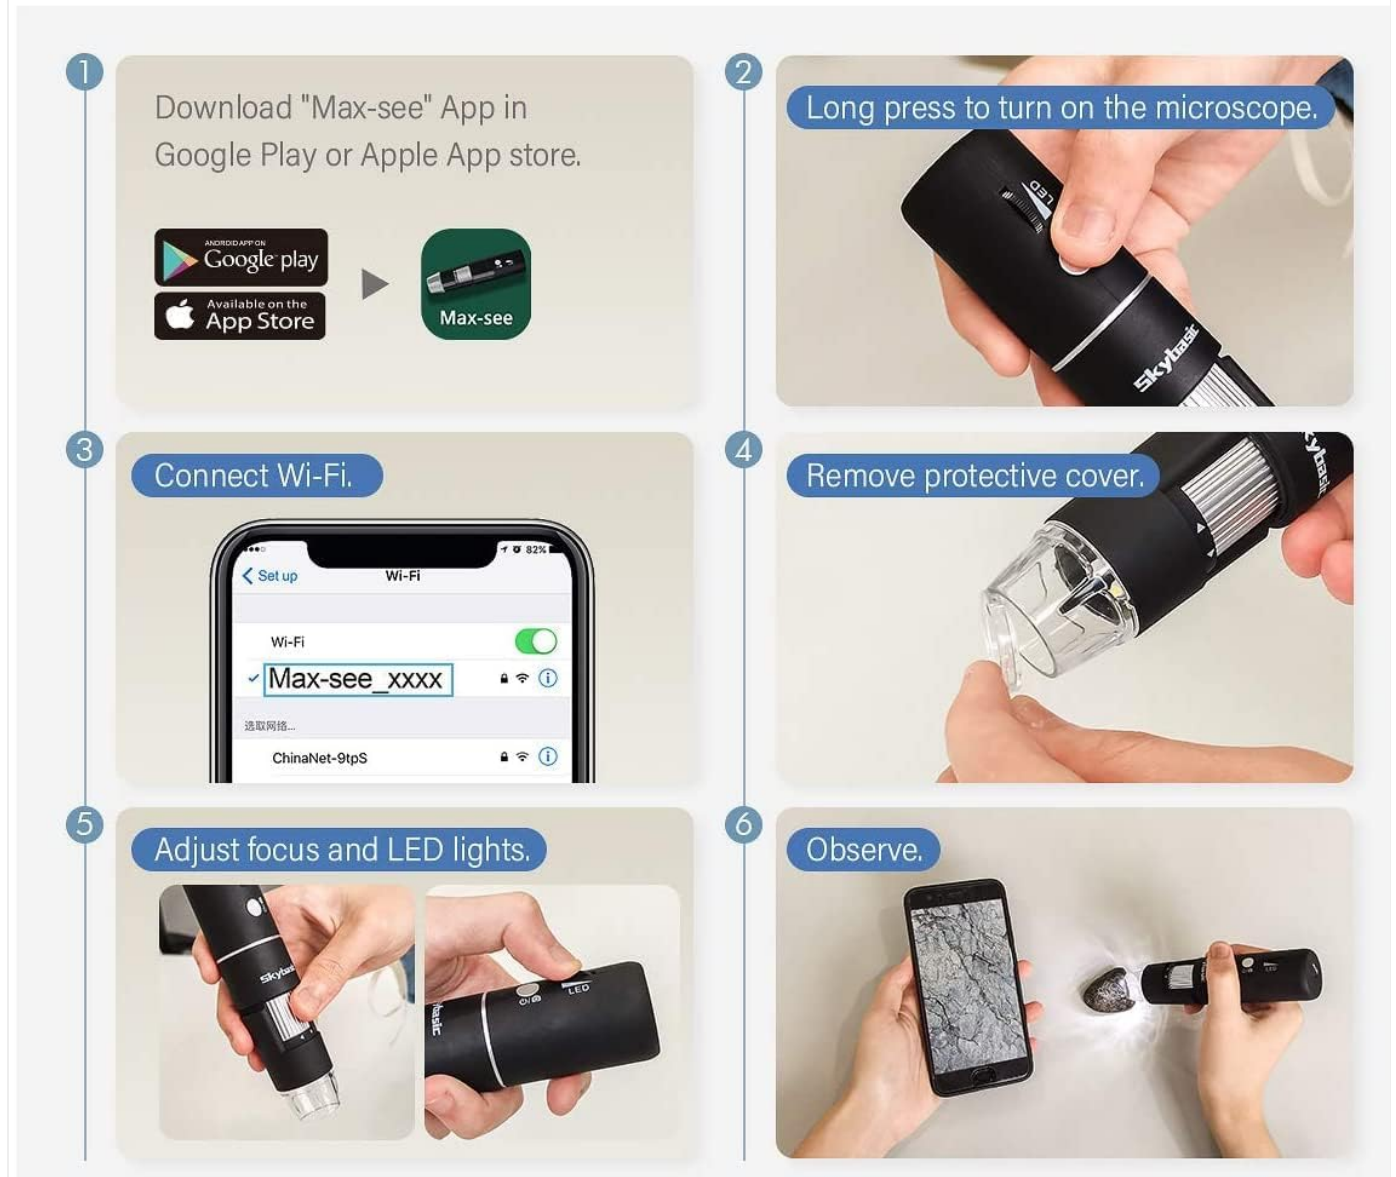 1
Download "Max-see" App in
Google Play or Apple App store.
ANDROID APP ON
Google play
Available on the
App Store
Max-see
2
Long press to turn on the microscope.
LED
Skybasic
3
Connect Wi-Fi.
82%
Set up
Wi-Fi
Wi-Fi
Max-see_xxxx
选取网络...
ChinaNet-9tpS
4
Remove protective cover.
kybasic
5
Adjust focus and LED lights.
Skybasic
ybasic
LED
6
Observe.
LED